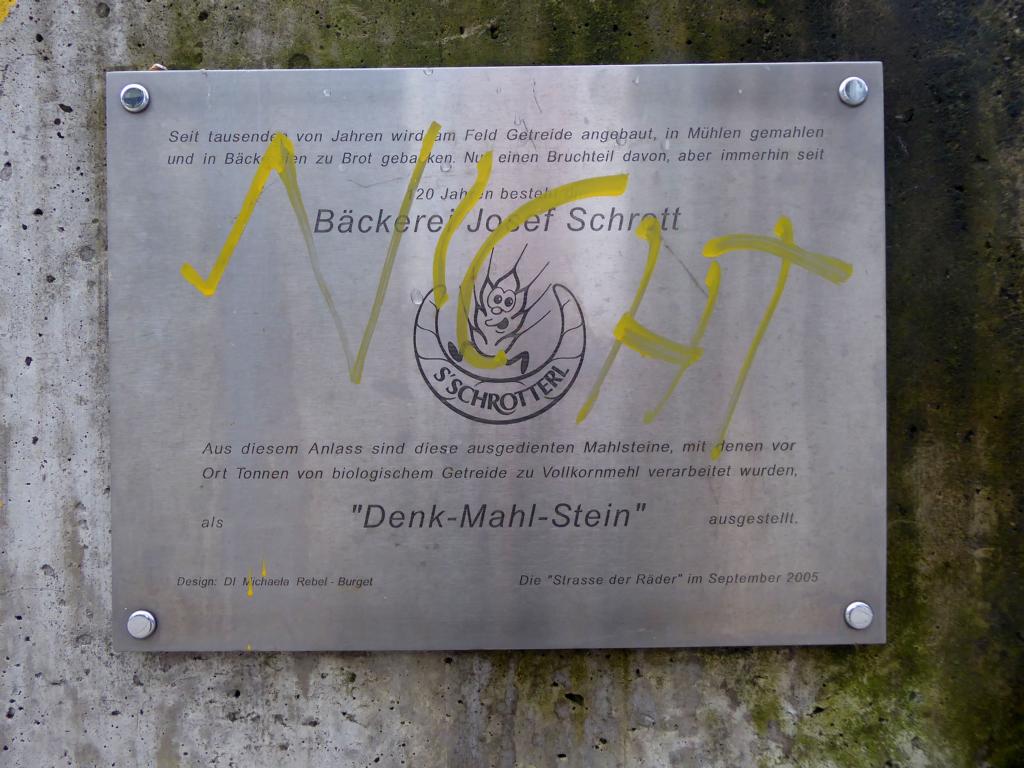 Seit tausenden von Jahren wird am Feld Getreide angebaut, in Mühlen gemahlen
und in Bäckereien zu Brot gebacken. Nur einen Bruchteil davon, aber immerhin seit
120 Jahren besteht die
Bäckerei Josef Schrott
NICHT
S'SCHROTTERL
Aus diesem Anlass sind diese ausgedienten Mahlsteine, mit denen vor
Ort Tonnen von biologischem Getreide zu Vollkornmehl verarbeitet wurden,
als "Denk-Mahl-Stein" ausgestellt.
Design: DI Michaela Rebel - Burget Die "Strasse der Räder" im September 2005